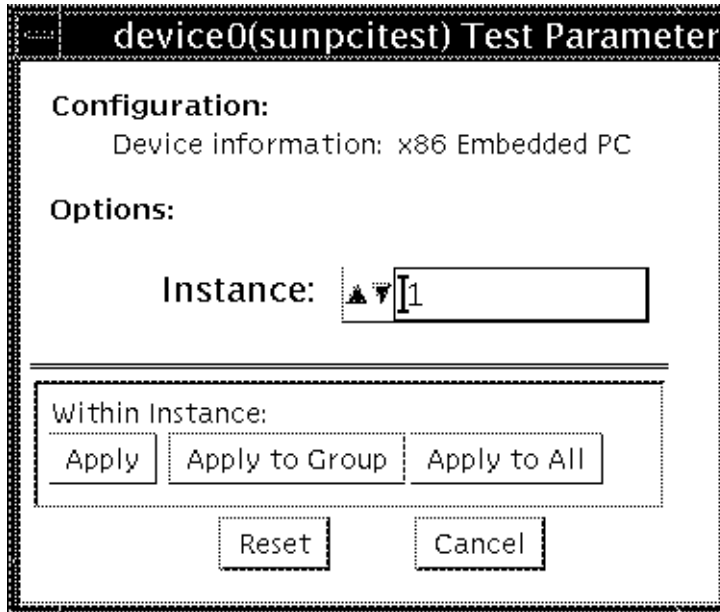 device0(sunpcitest) Test Parameter
Configuration:
Device information: x86 Embedded PC
Options:
Instance: 1
Within Instance:
Apply Apply to Group Apply to All
Reset Cancel